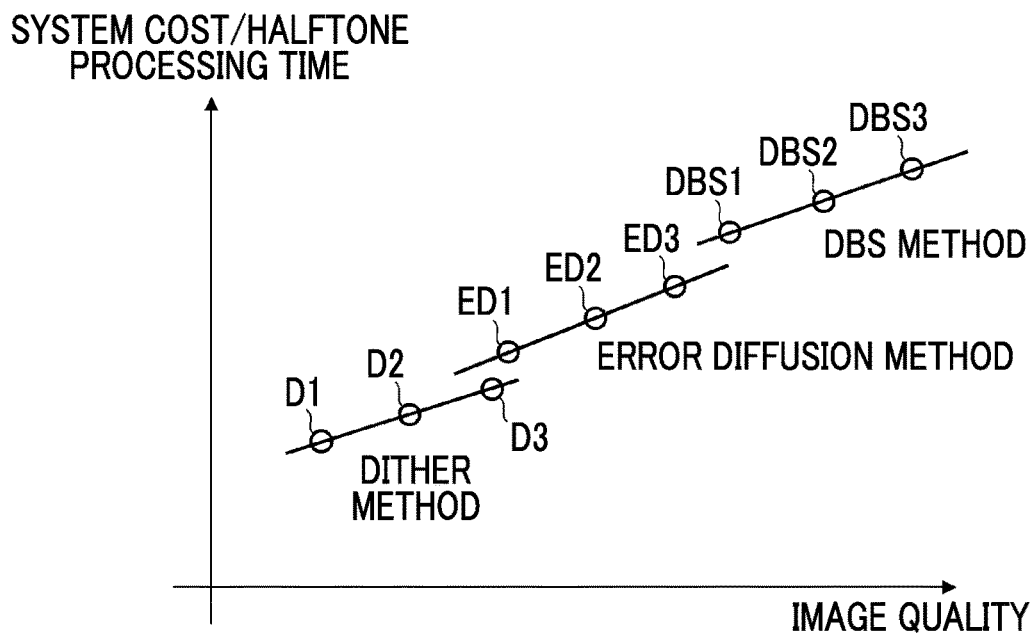 SYSTEM COST/HALFTONE
PROCESSING TIME
DBS3
DBS2
DBS1
DBS METHOD
ED3
ED2
ED1
ERROR DIFFUSION METHOD
D2
D1
D3
DITHER
METHOD
IMAGE QUALITY